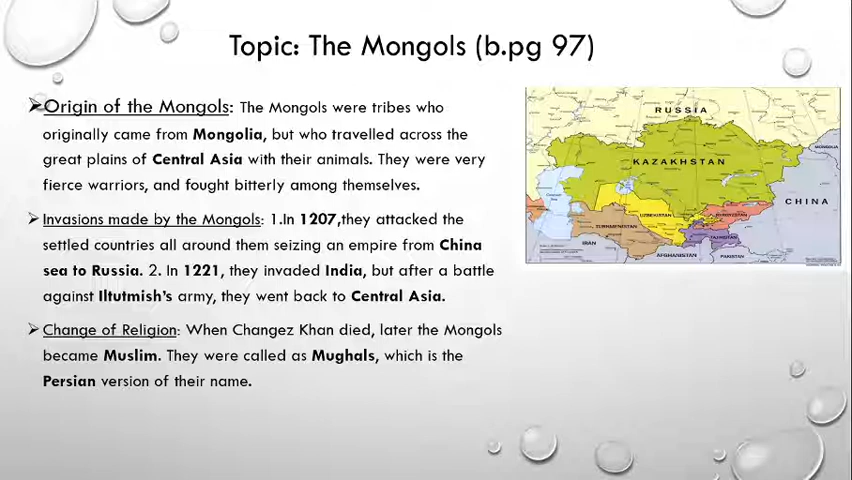 Topic: The Mongols (b.pg 97)
➢Origin of the Mongols: The Mongols were tribes who
originally came from Mongolia, but who travelled across the
great plains of Central Asia with their animals. They were very
fierce warriors, and fought bitterly among themselves.
➢ Invasions made by the Mongols: 1.In 1207,they attacked the
settled countries all around them seizing an empire from China
sea to Russia. 2. In 1221, they invaded India, but after a battle
against Iltutmish's army, they went back to Central Asia.
➢ Change of Religion: When Changez Khan died, later the Mongols
became Muslim. They were called as Mughals, which is the
Persian version of their name.
RUSSIA
KAZAKHSTAN
MONGOLIA
CHINA
UZBEKISTAN
KYRGYZSTAN
TURKMENISTAN
TAJIKISTAN
IRAN
AFGHANISTAN
PAKISTAN
Caspian
Sea